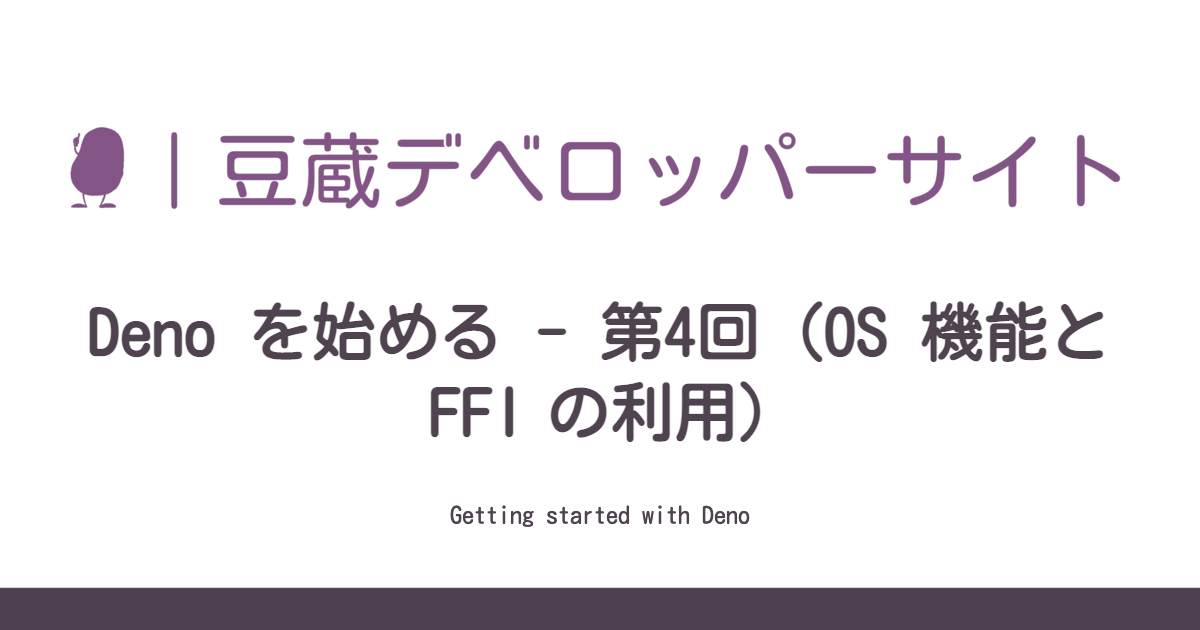 | 豆蔵デベロッパーサイト
Deno を始める - 第4回（OS 機能と
FFI の利用）
Getting started with Deno